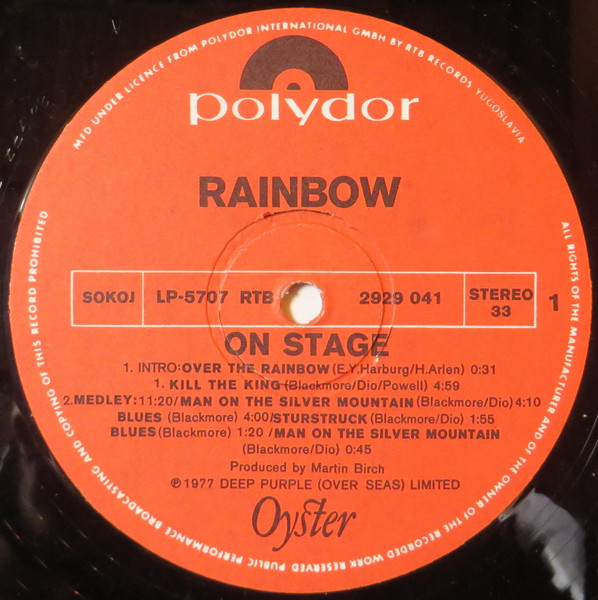 MFD UNDER LICENCE FROM POLYDOR INTERNATIONAL GMBH BY RTB RECORDS YUGOSLAVIA
polydor
RAINBOW
SOKOJ LP-5707 RTB 2929 041 STEREO 33 1
ON STAGE
1. INTRO:OVER THE RAINBOW(E.Y.Harburg/H.Arlen) 0:31
1. KILL THE KING(Blackmore/Dio/Powell) 4:59
2.MEDLEY:11:20/MAN ON THE SILVER MOUNTAIN(Blackmore/Dio)4:10
BLUES (Blackmore) 4:00/STURSTRUCK(Blackmore/Dio) 1:55
BLUES(Blackmore) 1:20 /MAN ON THE SILVER MOUNTAIN
(Blackmore/Dio) 0:45
Produced by Martin Birch
℗ 1977 DEEP PURPLE (OVER SEAS) LIMITED
Oyster
ALL RIGHTS OF THE MANUFACTURER AND OF THE OWNER OF THE RECORDED WORK RESERVED PUBLIC PERFORMANCE BROADCASTING AND COPYING OF THIS RECORD PROHIBITED